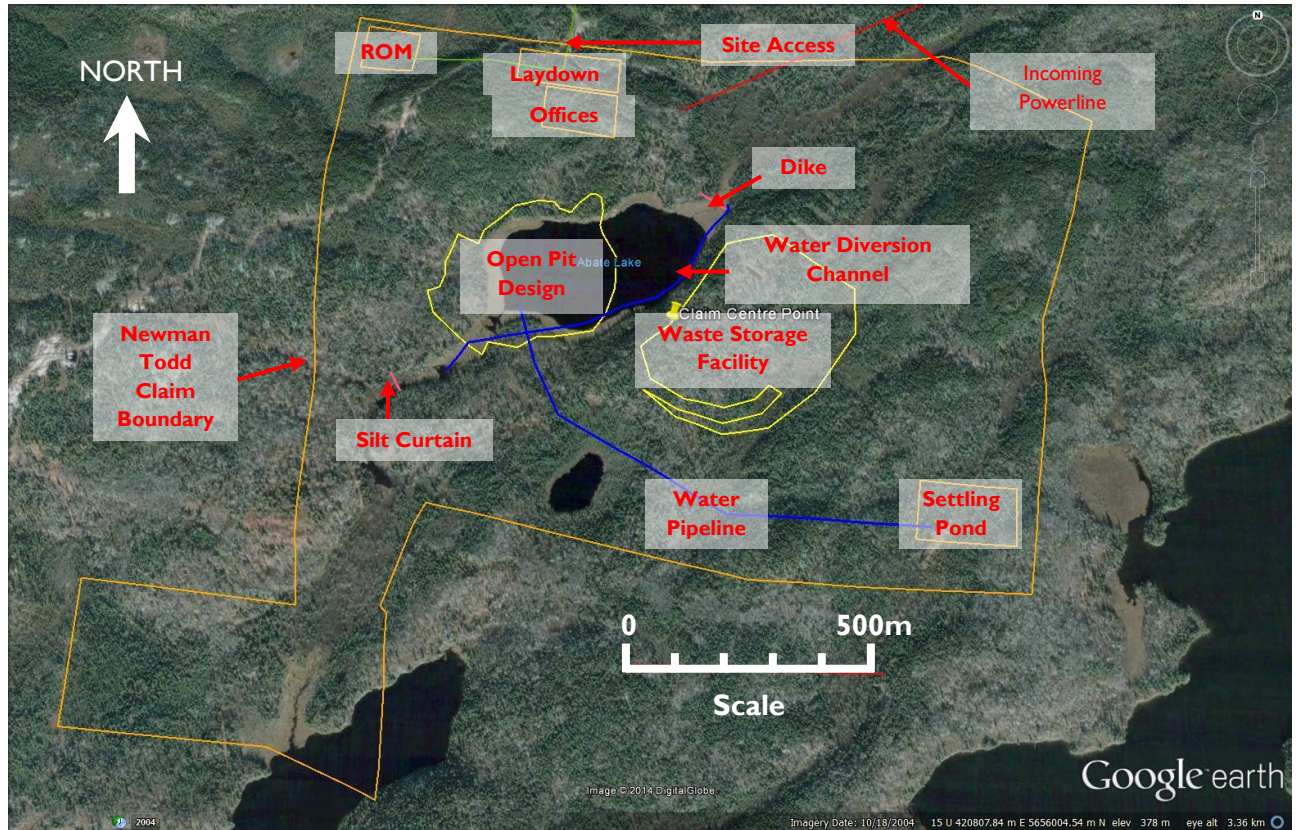 N
NORTH
ROM
Site Access
Laydown
Offices
Incoming
Powerline
Dike
Open Pit
Design
Abate Lake
Water Diversion
Channel
Claim Centre Point
Waste Storage
Facility
Newman
Todd
Claim
Boundary
Silt Curtain
Water
Pipeline
Settling
Pond
0
500m
Scale
Google earth
Image © 2014 DigitalGlobe
2004
Imagery Date: 10/18/2004 15 U 420807.84 m E 5656004.54 m N elev 378 m eye alt 3.36 km